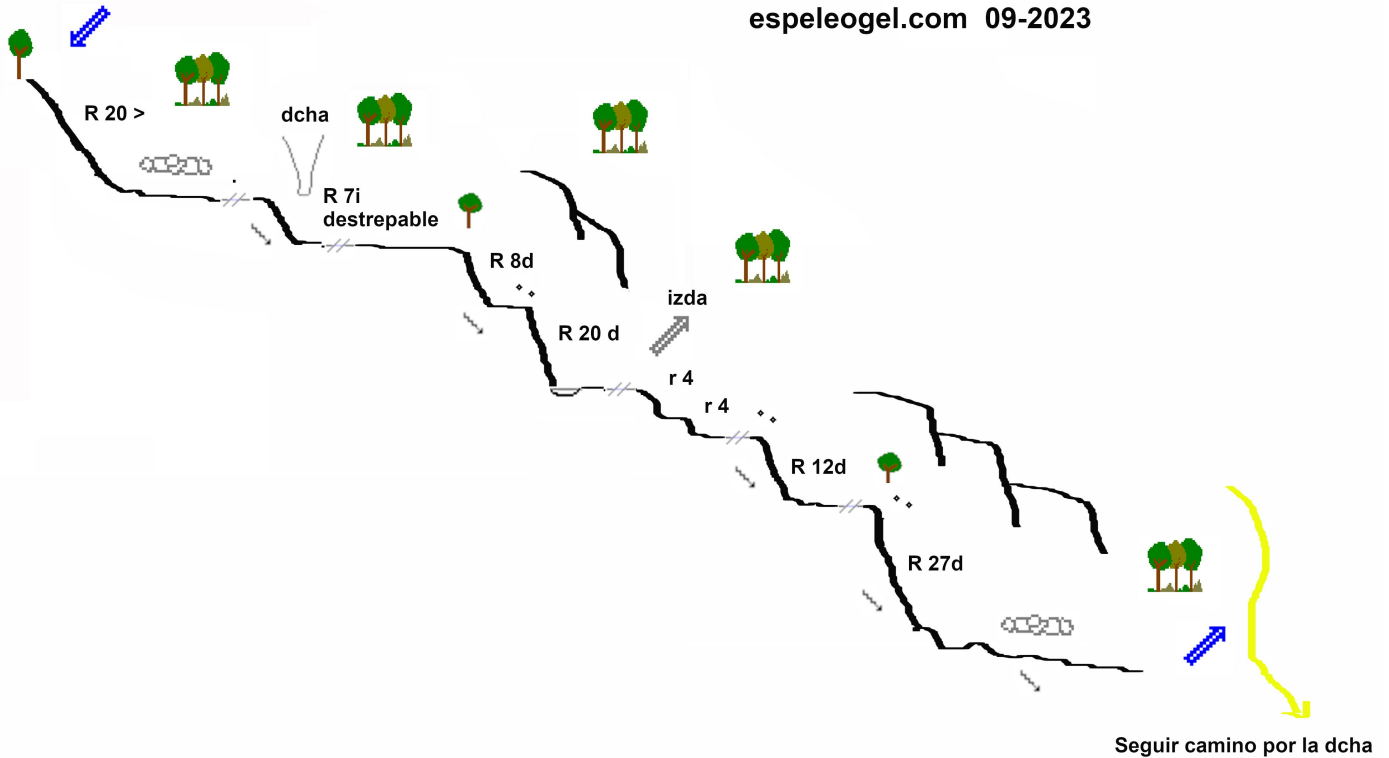 espeleogel.com 09-2023
R 20 >
dcha
R 7i
destrepable
R 8d
izda
R 20 d
r 4
r 4
R 12d
R 27d
Seguir camino por la dcha